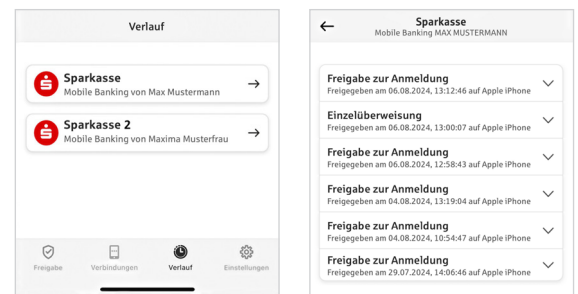 Verlauf
Sparkasse
Mobile Banking von Max Mustermann
Sparkasse 2
Mobile Banking von Maxima Musterfrau
Freigabe
Verbindungen
Verlauf
Einstellungen
Sparkasse
Mobile Banking MAX MUSTERMANN
Freigabe zur Anmeldung
Freigegeben am 06.08.2024, 13:12:46 auf Apple iPhone
Einzelüberweisung
Freigegeben am 06.08.2024, 13:00:07 auf Apple iPhone
Freigabe zur Anmeldung
Freigegeben am 06.08.2024, 12:58:43 auf Apple iPhone
Freigabe zur Anmeldung
Freigegeben am 04.08.2024, 13:19:04 auf Apple iPhone
Freigabe zur Anmeldung
Freigegeben am 04.08.2024, 10:54:47 auf Apple iPhone
Freigabe zur Anmeldung
Freigegeben am 29.07.2024, 14:06:46 auf Apple iPhone